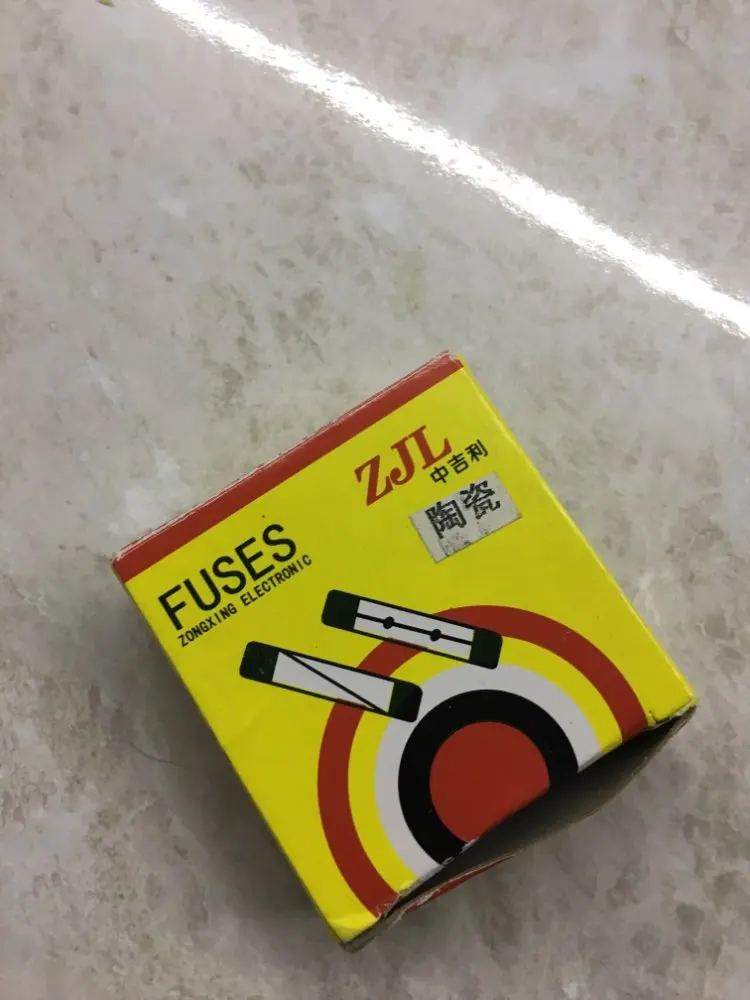 ZJL
中吉利
陶瓷
FUSES
ZONGXING ELECTRONIC